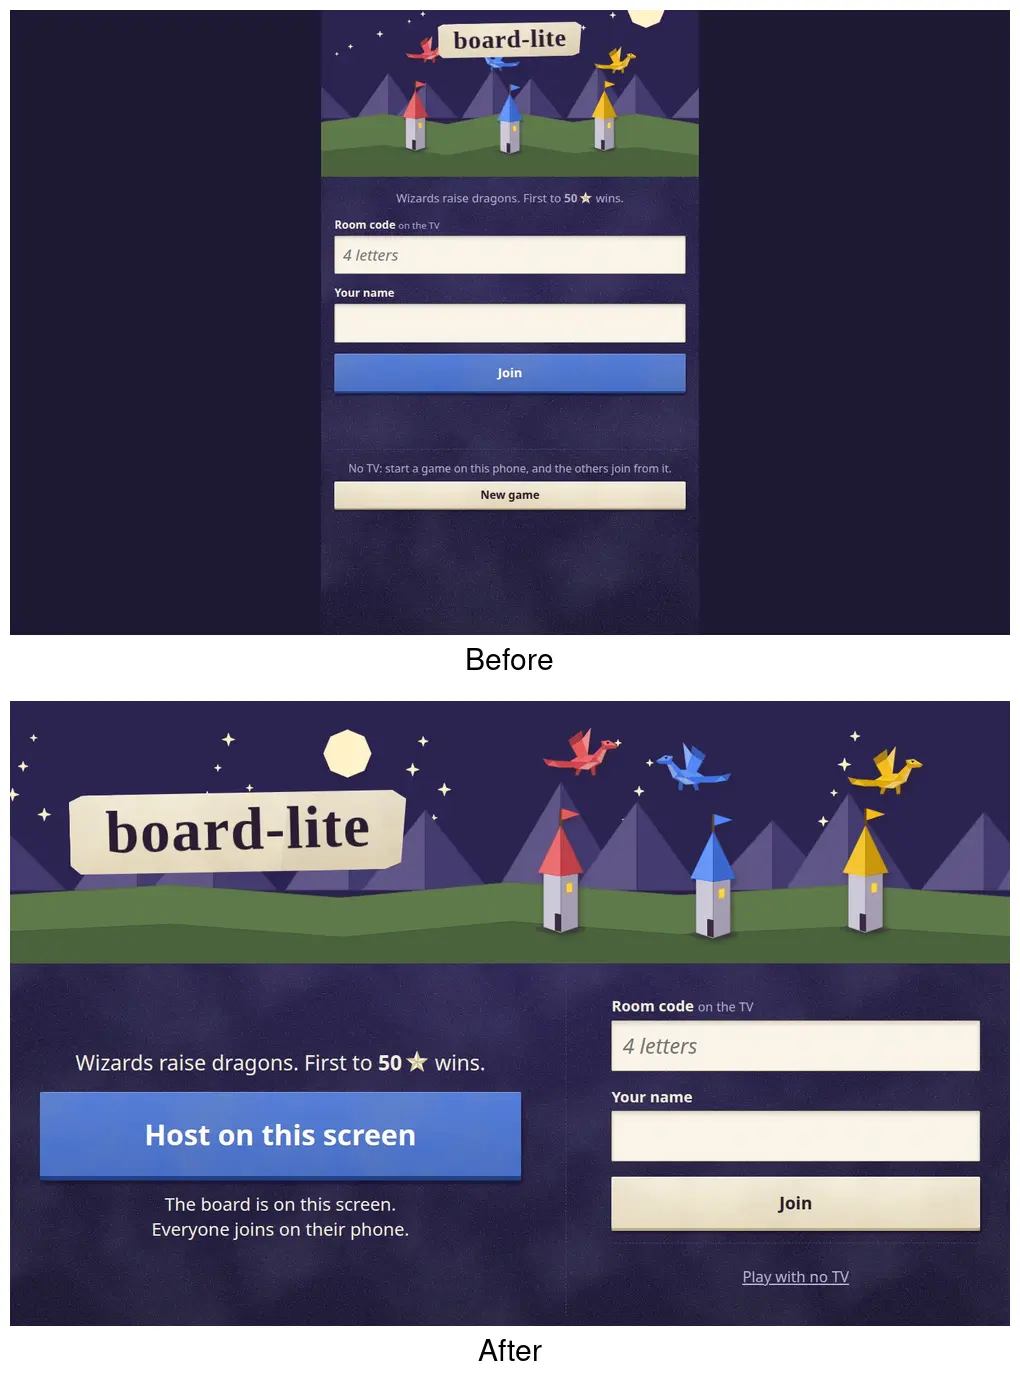 board-lite
Wizards raise dragons. First to 50 wins.
Room code on the TV
4 letters
Your name
Join
No TV: start a game on this phone, and the others join from it.
New game
Before
board-lite
Wizards raise dragons. First to 50 wins.
Host on this screen
The board is on this screen.
Everyone joins on their phone.
Room code on the TV
4 letters
Your name
Join
Play with no TV
After